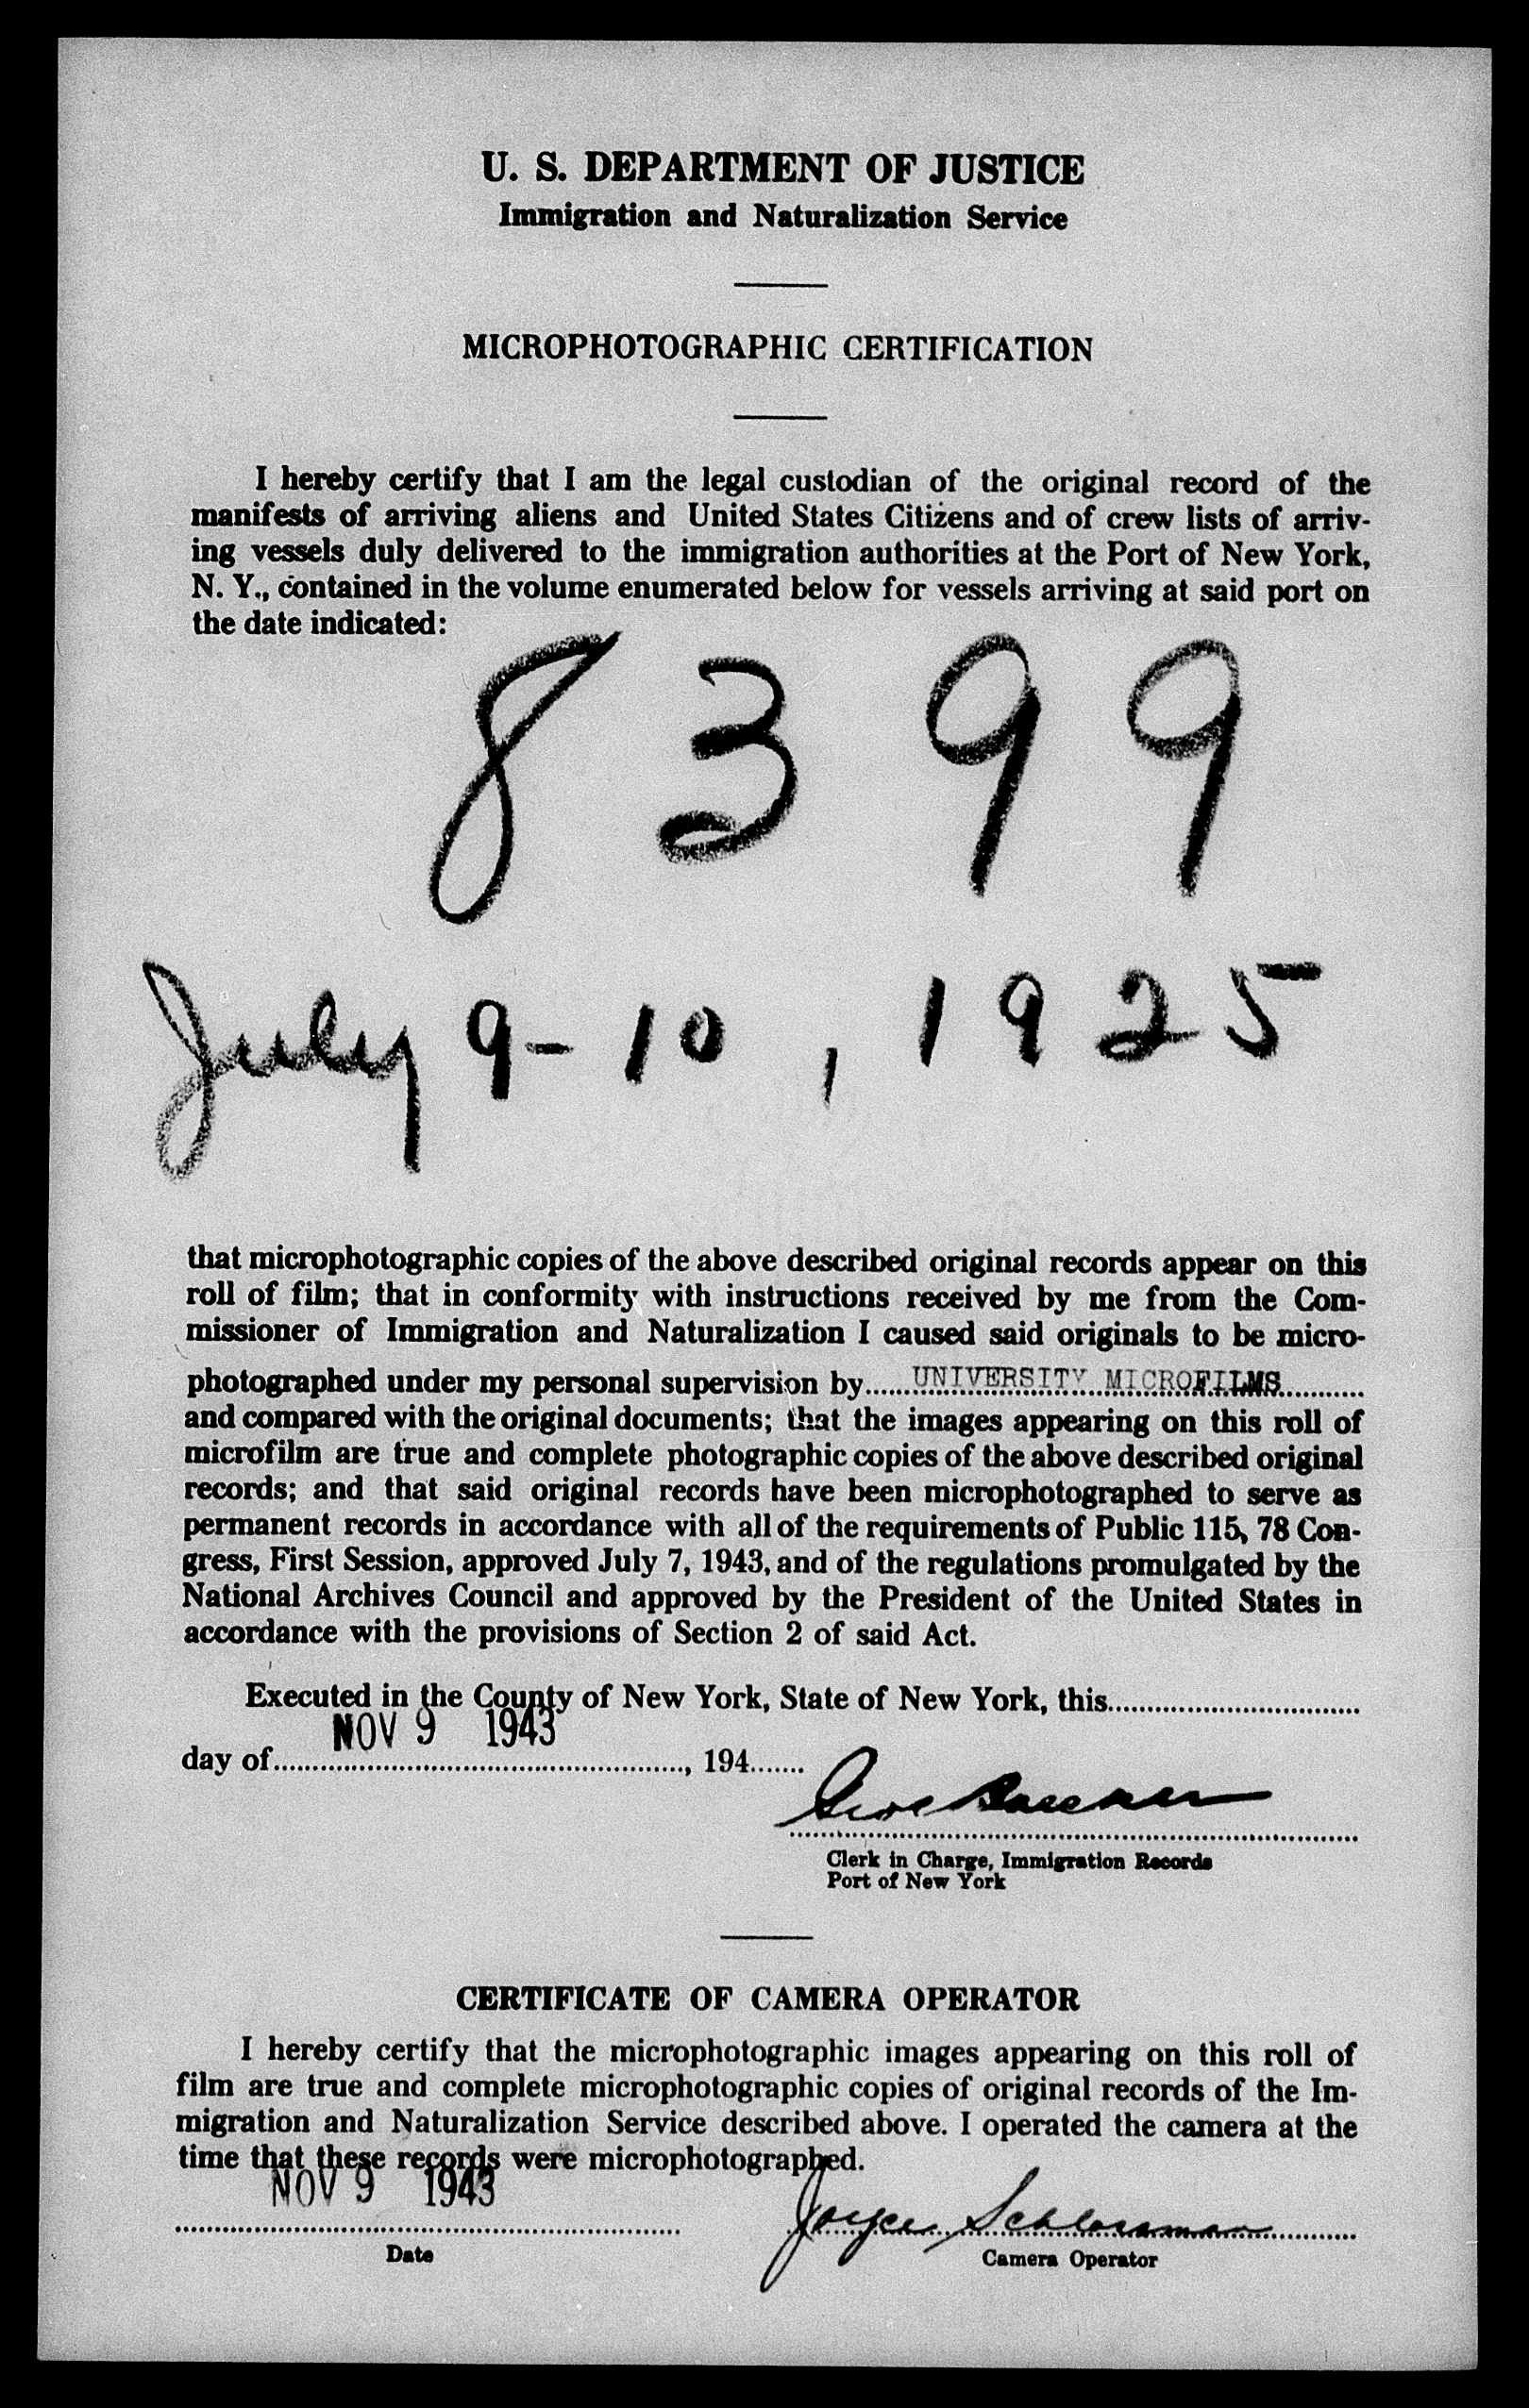 U. S. DEPARTMENT OF JUSTICE
Immigration and Naturalization Service
MICROPHOTOGRAPHIC CERTIFICATION
I hereby certify that I am the legal custodian of the original record of the
manifests of arriving aliens and United States Citizens and of crew lists of arriv-
ing vessels duly delivered to the immigration authorities at the Port of New York,
N. Y., contained in the volume enumerated below for vessels arriving at said port on
the date indicated:
8399
July 9-10, 1925
that microphotographic copies of the above described original records appear on this
roll of film; that in conformity with instructions received by me from the Com-
missioner of Immigration and Naturalization I caused said originals to be micro-
photographed under my personal supervision by......UNIVERSITY MICROFILMS..........
and compared with the original documents; that the images appearing on this roll of
microfilm are true and complete photographic copies of the above described original
records; and that said original records have been microphotographed to serve as
permanent records in accordance with all of the requirements of Public 115, 78 Con-
gress, First Session, approved July 7, 1943, and of the regulations promulgated by the
National Archives Council and approved by the President of the United States in
accordance with the provisions of Section 2 of said Act.
Executed in the County of New York, State of New York, this................................
NOV 9 1943
day of...................................................., 194.......
Clerk in Charge, Immigration Records
Port of New York
CERTIFICATE OF CAMERA OPERATOR
I hereby certify that the microphotographic images appearing on this roll of
film are true and complete microphotographic copies of original records of the Im-
migration and Naturalization Service described above. I operated the camera at the
time that these records were microphotographed.
NOV 9 1943
Joyce Schlossman
Date
Camera Operator